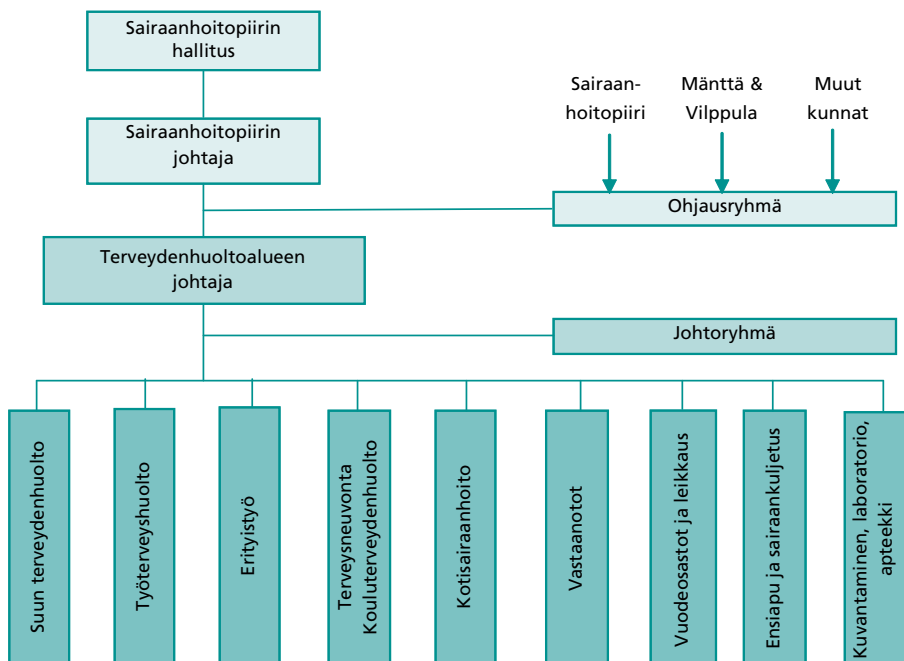 Sairaanhoitopiirin
hallitus
Sairaan-
hoitopiiri
Mänttä &
Vilppula
Muut
kunnat
Sairaanhoitopiirin
johtaja
Ohjausryhmä
Terveydenhuoltoalueen
johtaja
Johtoryhmä
Suun terveydenhuolto
Työterveyshuolto
Erityistyö
Terveysneuvonta
Kouluterveydenhuolto
Kotisairaanhoito
Vastaanotot
Vuodeosastot ja leikkaus
Ensiapu ja sairaankuljetus
Kuvantaminen, laboratorio,
apteekki